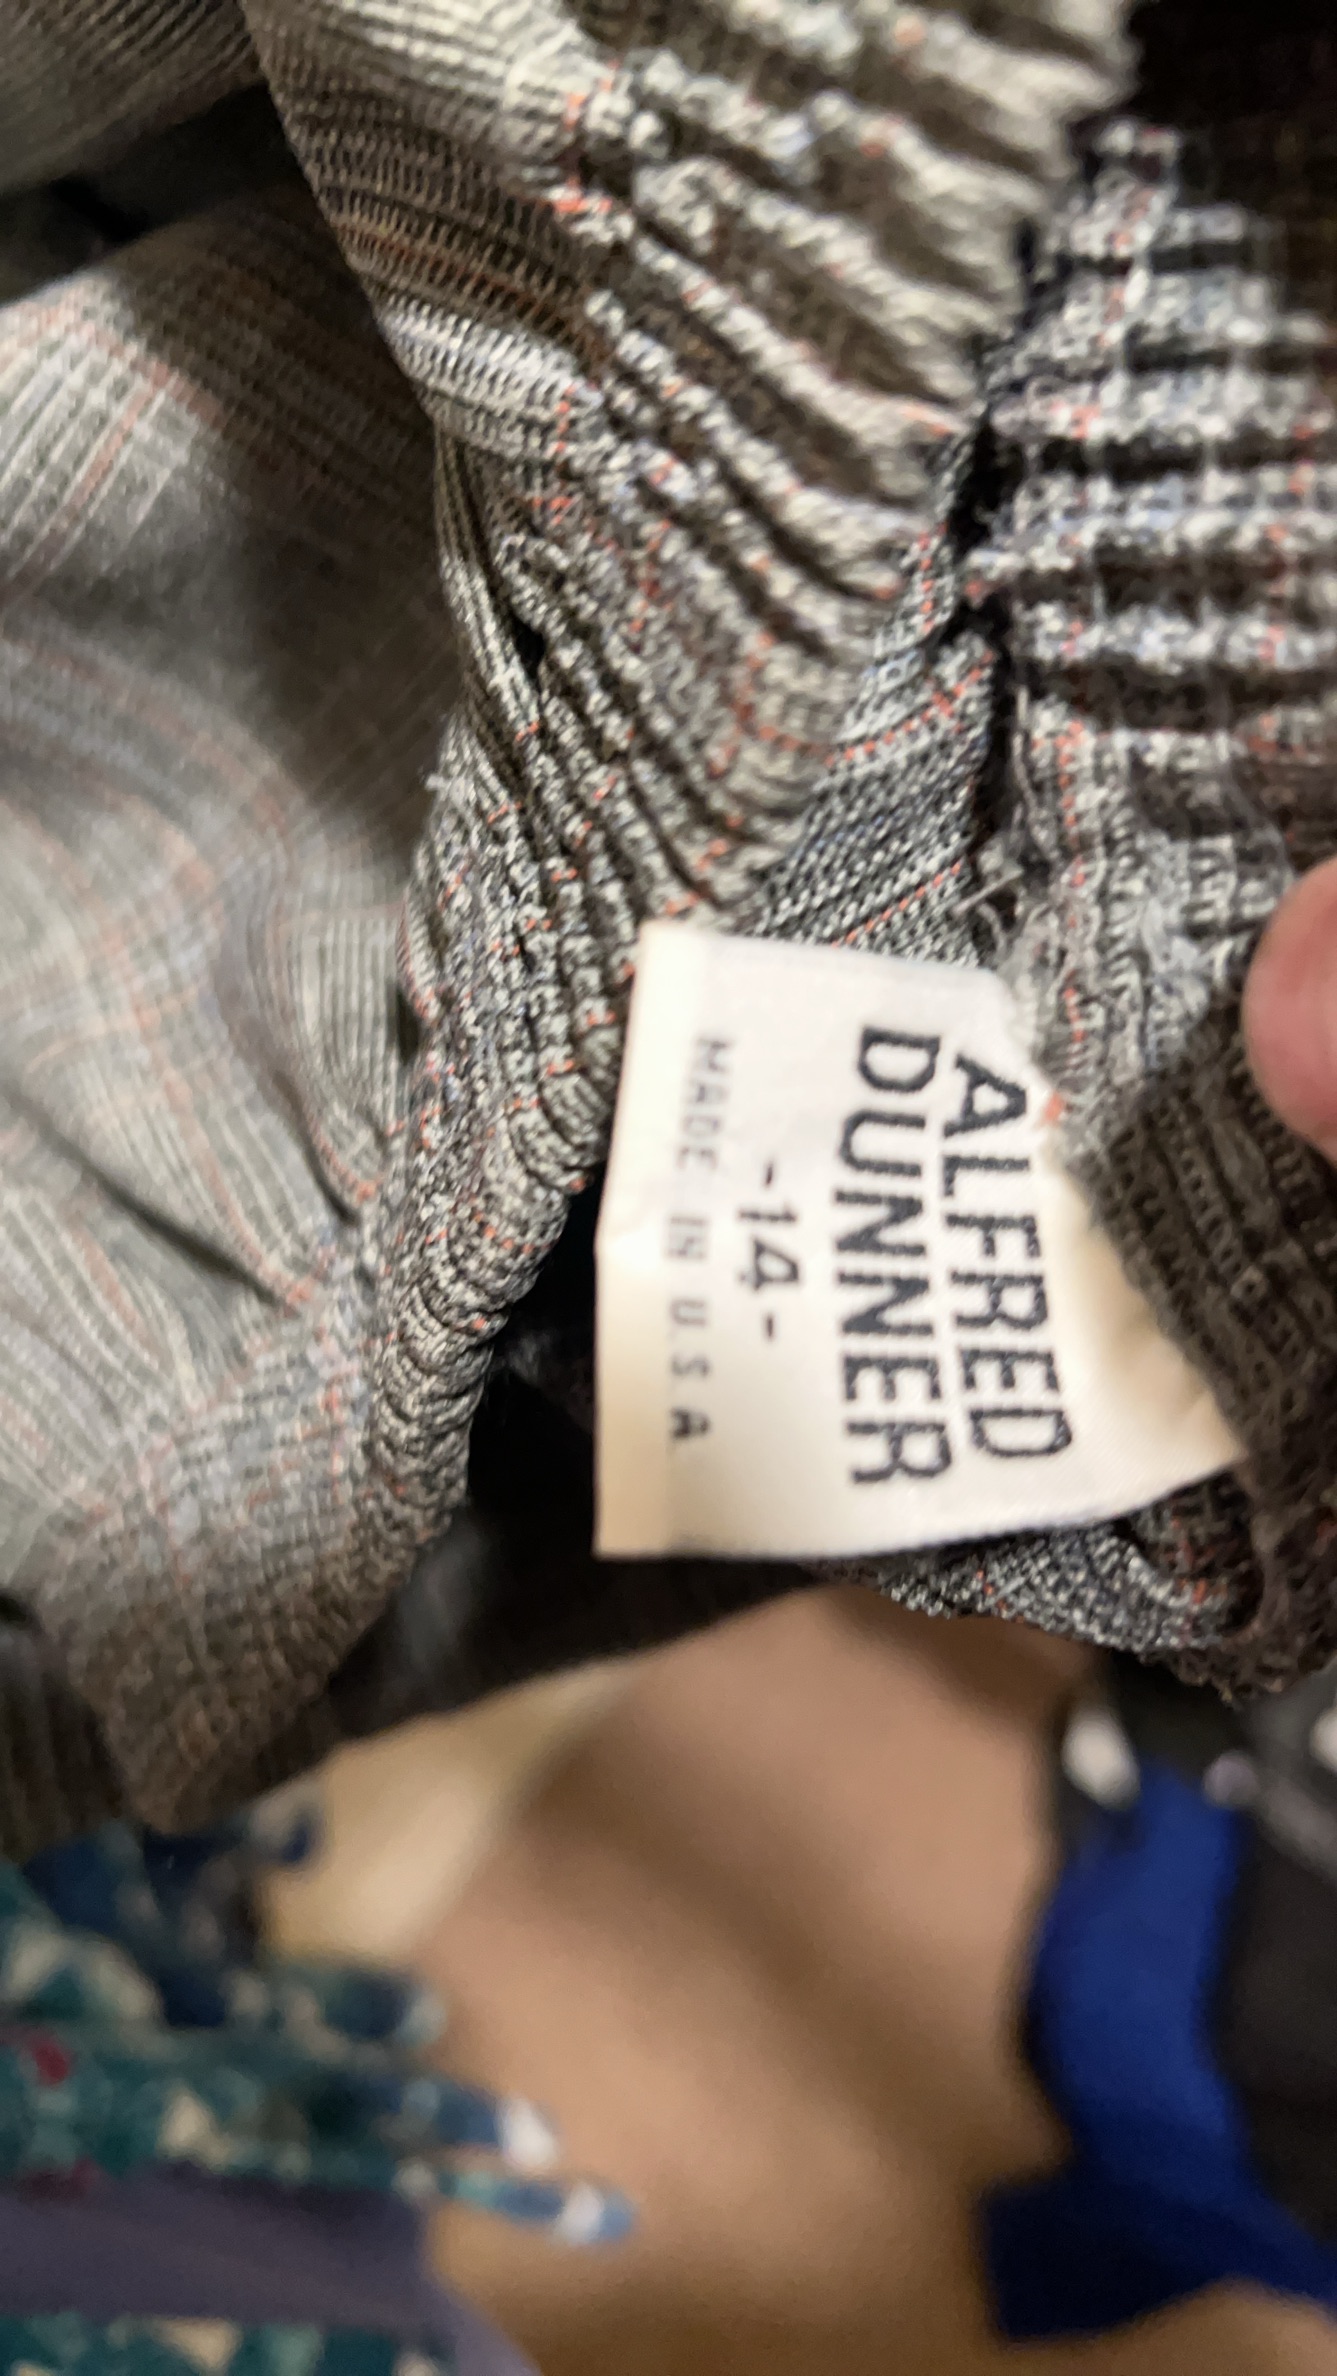 ALFRED
DUNNER
-14-
MADE IN U.S.A.